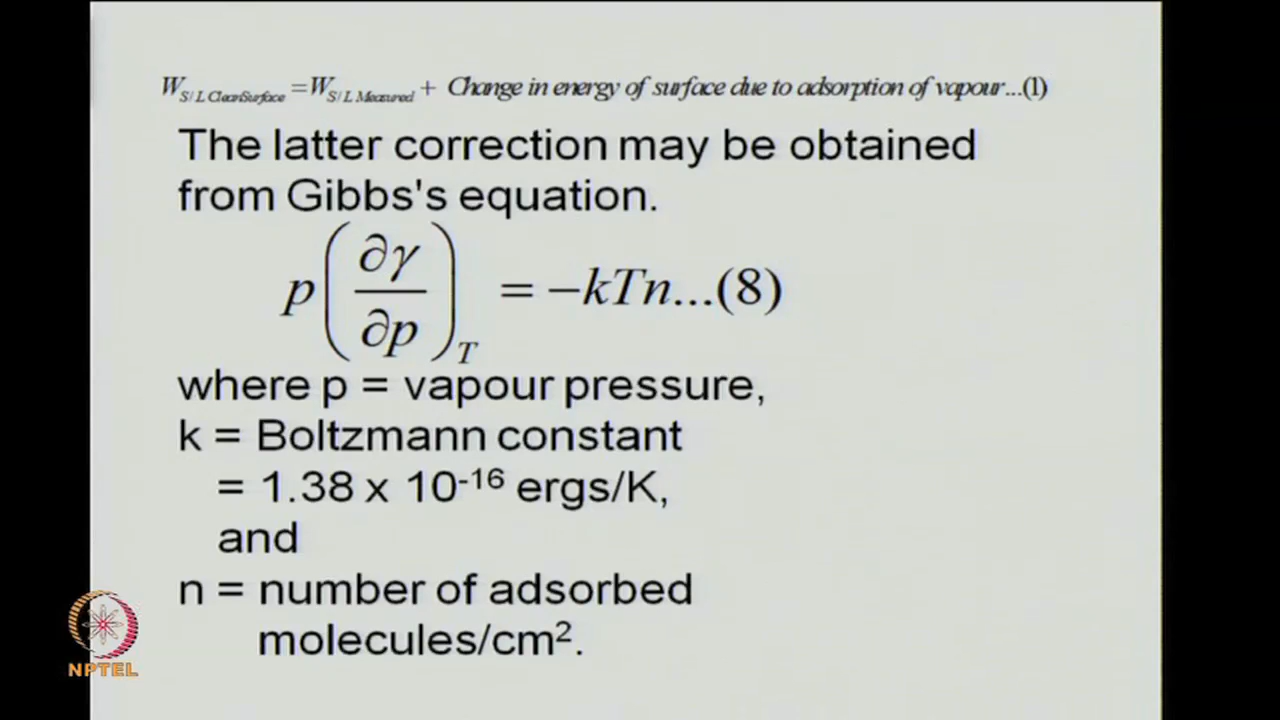 W_{S/L CleanSurface} = W_{S/L Measured} + Change in energy of surface due to adsorption of vapour...(1)
The latter correction may be obtained
from Gibbs's equation.
p(∂γ/∂p)_T = −kTn...(8)
where p = vapour pressure,
k = Boltzmann constant
= 1.38 x 10⁻¹⁶ ergs/K,
and
n = number of adsorbed
molecules/cm².
NPTEL